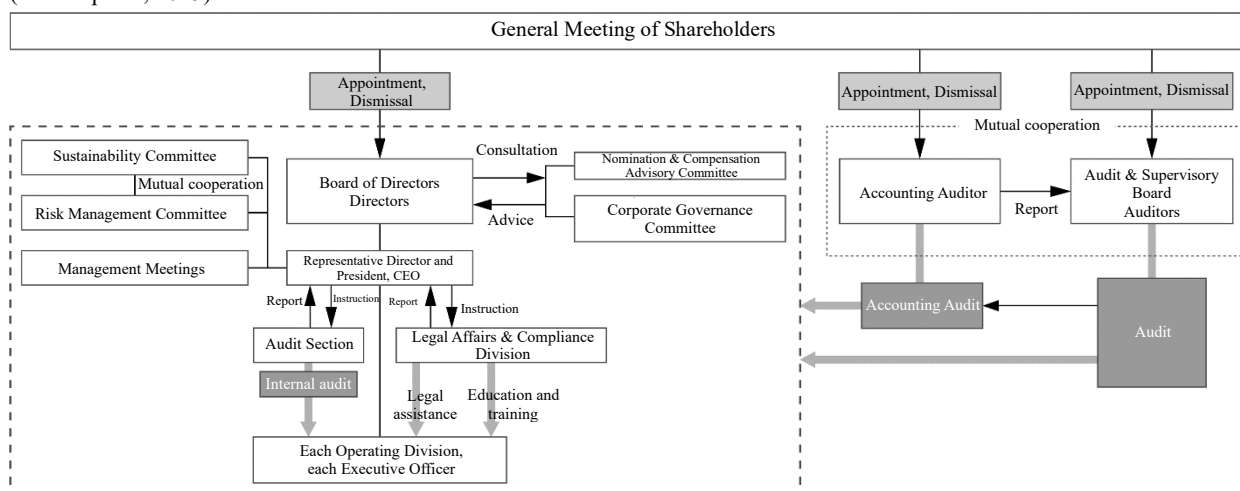 General Meeting of Shareholders
Appointment,
Dismissal
Appointment, Dismissal
Appointment, Dismissal
Mutual cooperation
Sustainability Committee
Mutual cooperation
Risk Management Committee
Management Meetings
Board of Directors
Directors
Consultation
Advice
Nomination & Compensation
Advisory Committee
Corporate Governance
Committee
Accounting Auditor
Report
Audit & Supervisory
Board
Auditors
Representative Director and
President, CEO
Report
Instruction
Report
Instruction
Audit Section
Legal Affairs & Compliance
Division
Internal audit
Legal
assistance
Education and
training
Each Operating Division,
each Executive Officer
Accounting Audit
Audit